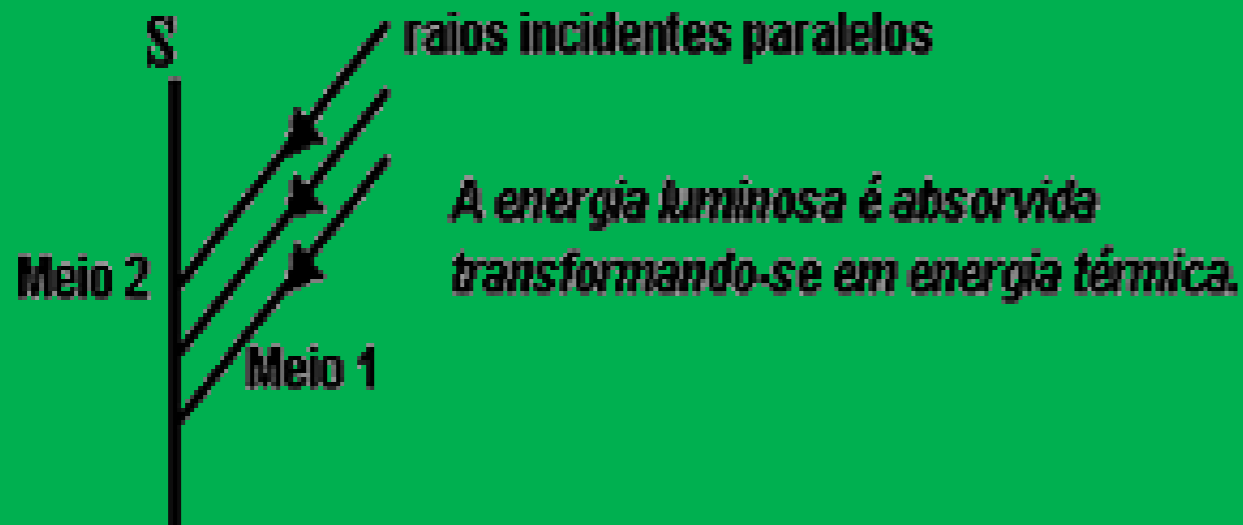 S
raios incidentes paralelos
A energia luminosa é absorvida
transformando-se em energia térmica.
Meio 2
Meio 1